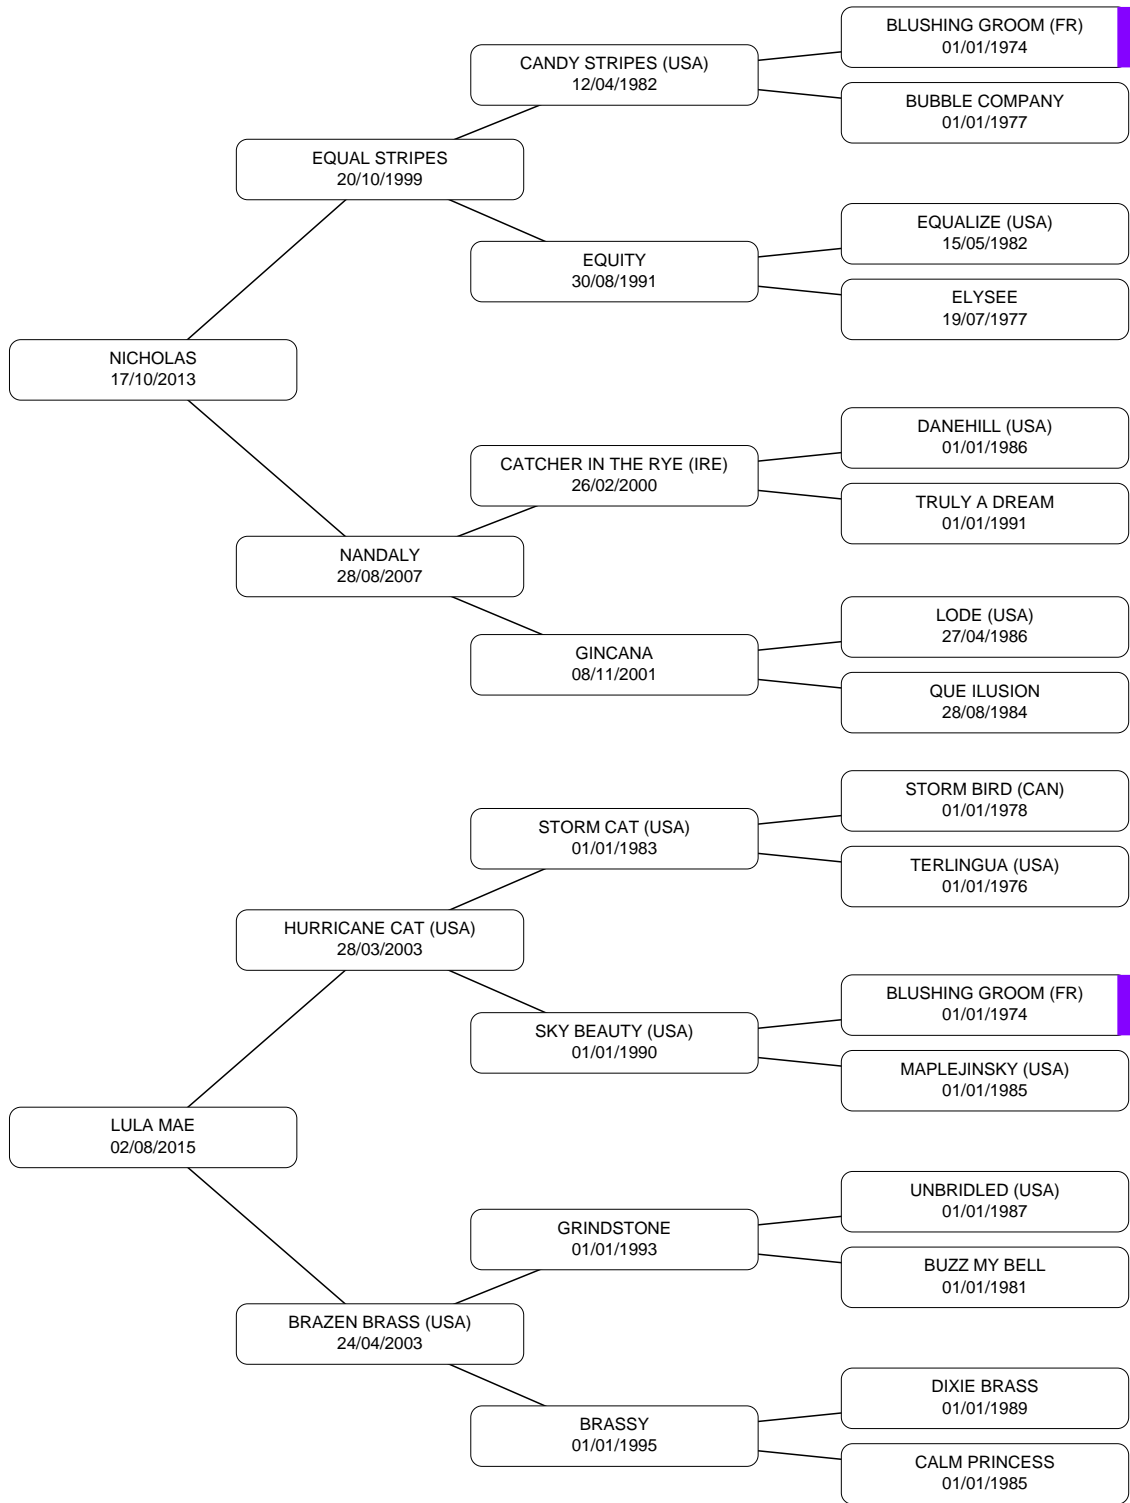 BLUSHING GROOM (FR)
01/01/1974
CANDY STRIPES (USA)
12/04/1982
BUBBLE COMPANY
01/01/1977
EQUAL STRIPES
20/10/1999
EQUALIZE (USA)
15/05/1982
EQUITY
30/08/1991
ELYSEE
19/07/1977
NICHOLAS
17/10/2013
DANEHILL (USA)
01/01/1986
CATCHER IN THE RYE (IRE)
26/02/2000
TRULY A DREAM
01/01/1991
NANDALY
28/08/2007
LODE (USA)
27/04/1986
GINCANA
08/11/2001
QUE ILUSION
28/08/1984
STORM BIRD (CAN)
01/01/1978
STORM CAT (USA)
01/01/1983
TERLINGUA (USA)
01/01/1976
HURRICANE CAT (USA)
28/03/2003
BLUSHING GROOM (FR)
01/01/1974
SKY BEAUTY (USA)
01/01/1990
MAPLEJINSKY (USA)
01/01/1985
LULA MAE
02/08/2015
UNBRIDLED (USA)
01/01/1987
GRINDSTONE
01/01/1993
BUZZ MY BELL
01/01/1981
BRAZEN BRASS (USA)
24/04/2003
DIXIE BRASS
01/01/1989
BRASSY
01/01/1995
CALM PRINCESS
01/01/1985